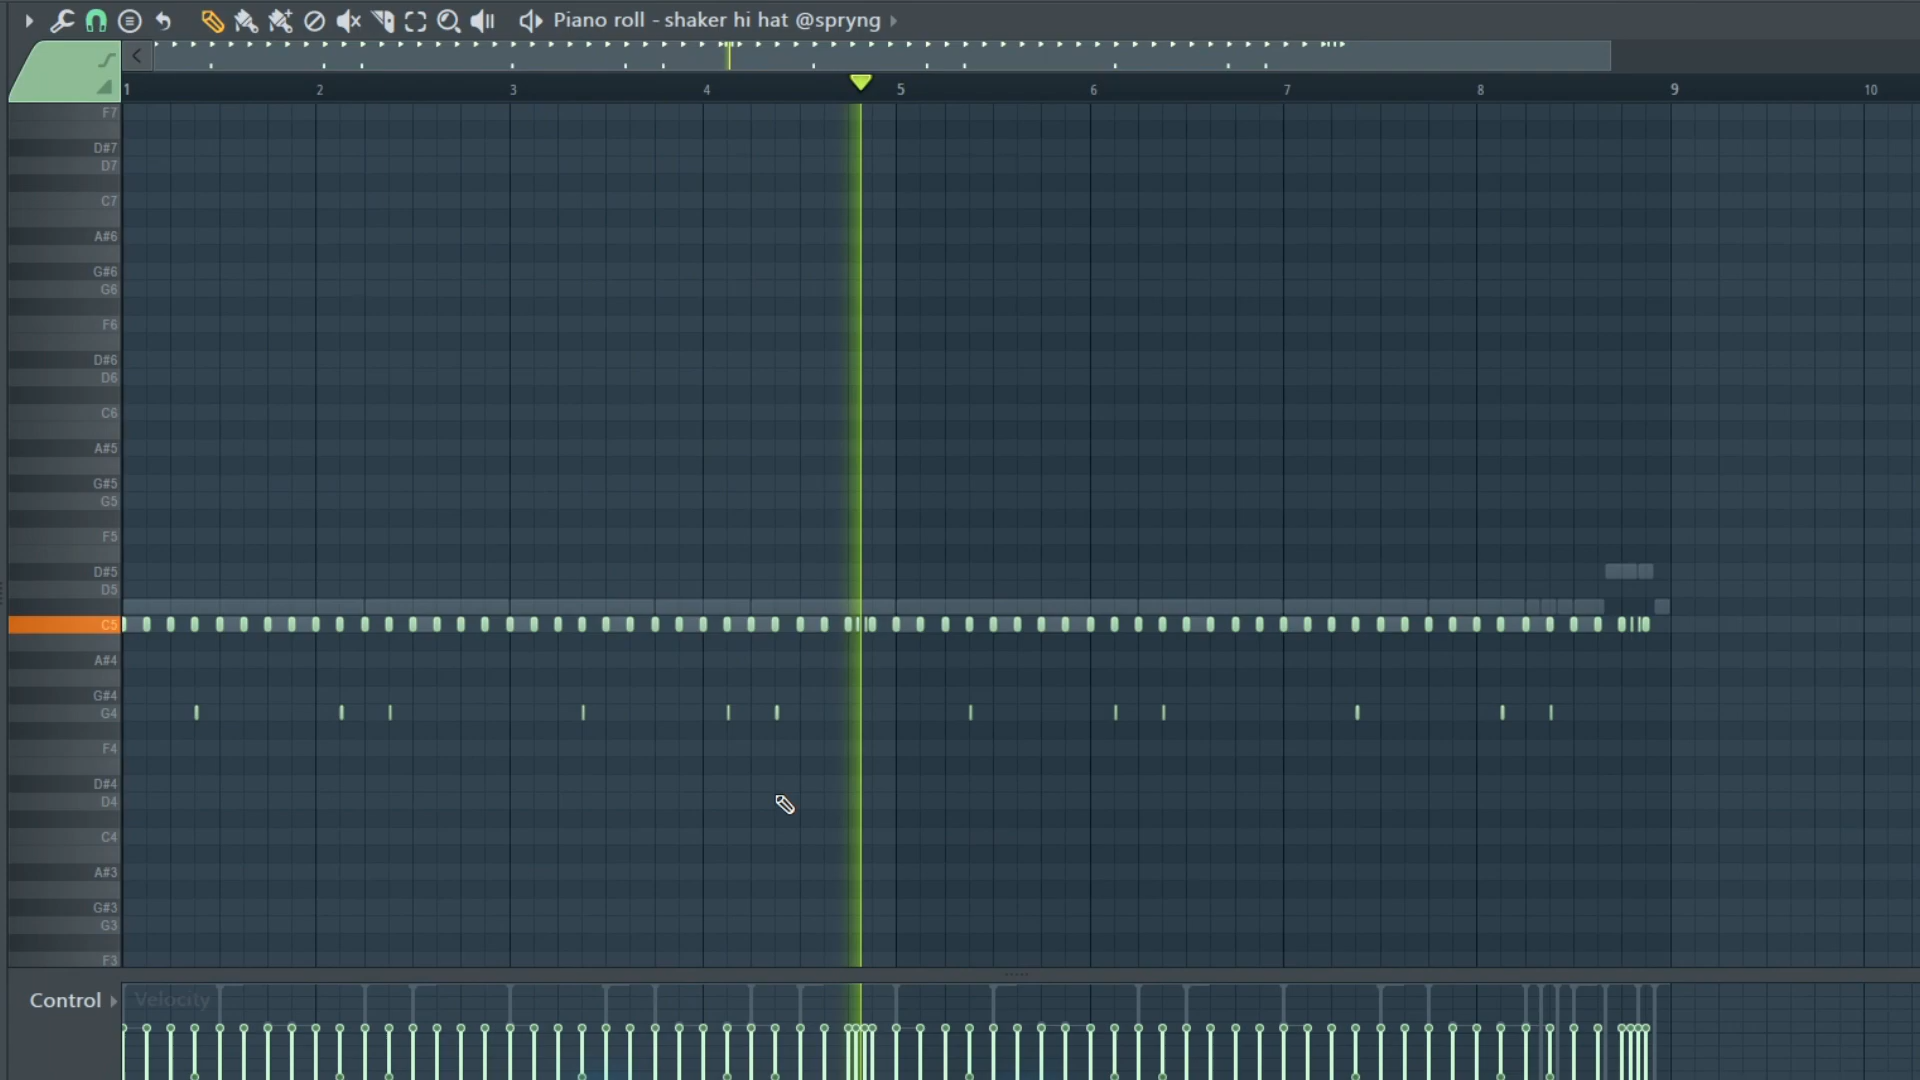 Piano roll - shaker hi hat @spryng
1 2 3 4 5 6 7 8 9 10
F7
D#7
D7
C7
A#6
G#6
G6
F6
D#6
D6
C6
A#5
G#5
G5
F5
D#5
D5
C5
A#4
G#4
G4
F4
D#4
D4
C4
A#3
G#3
G3
F3
Control Velocity